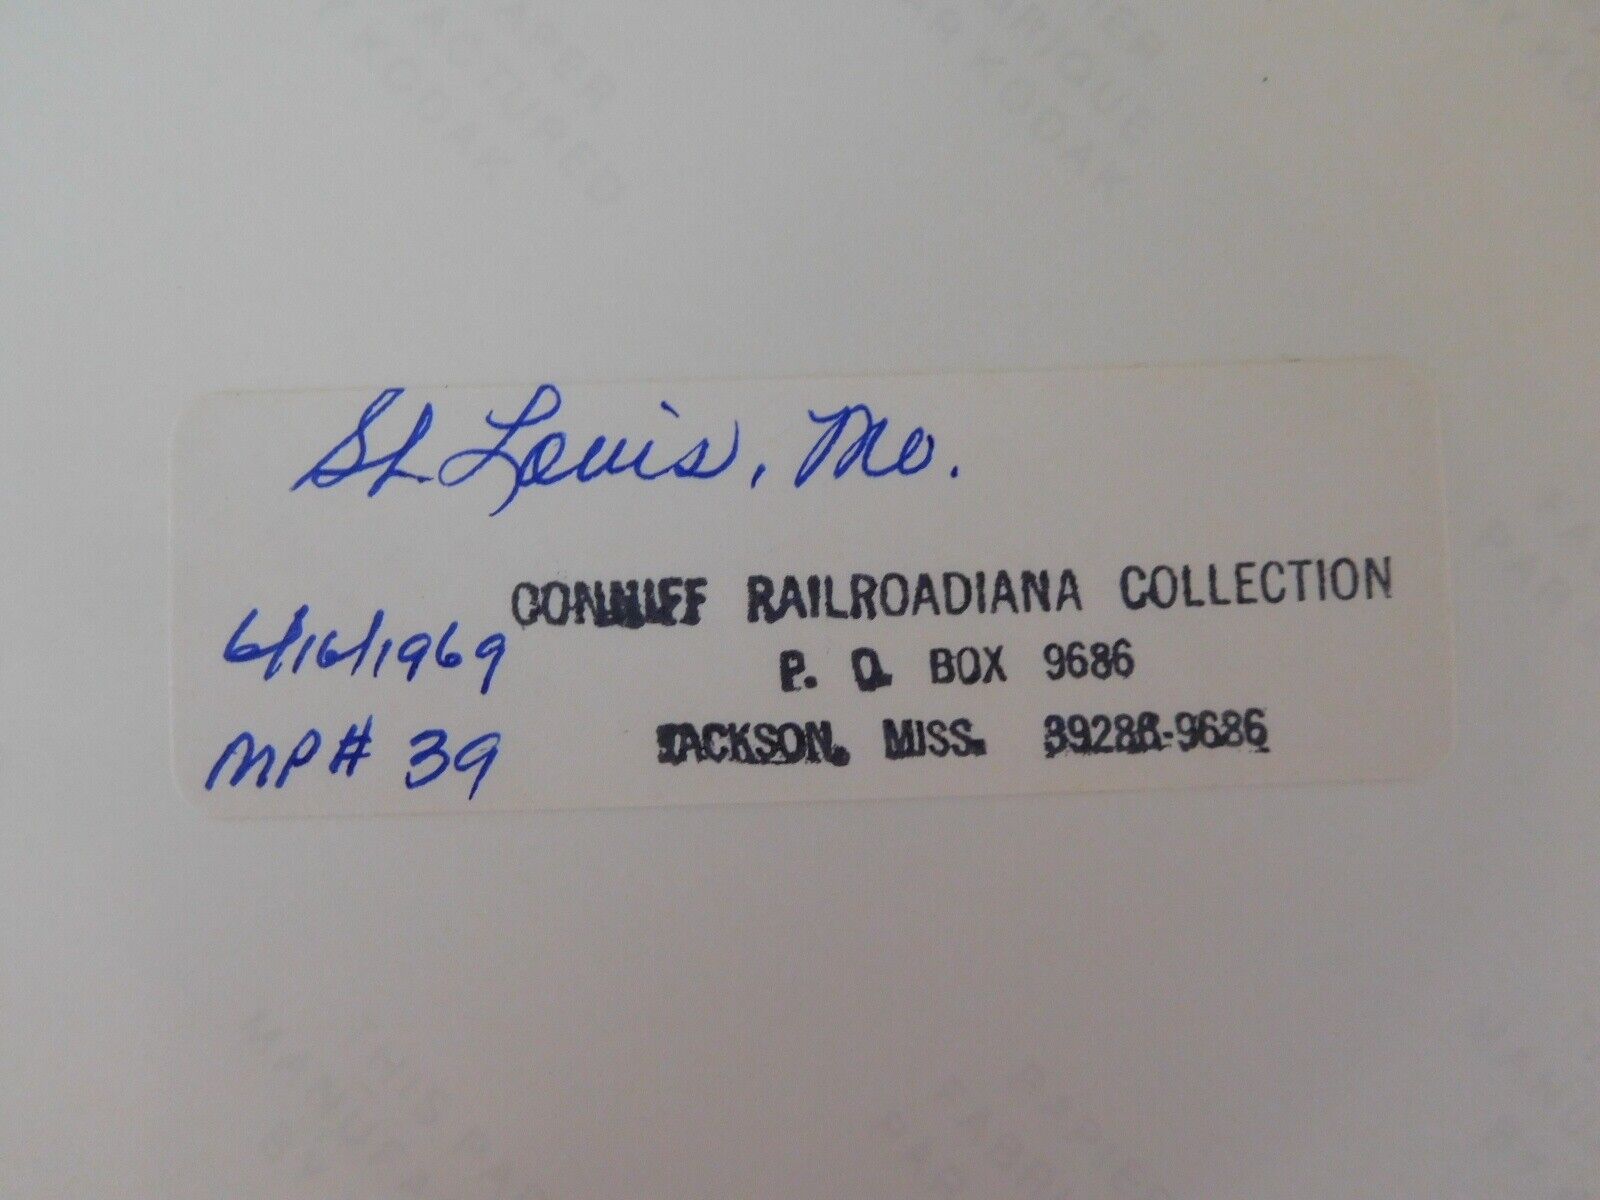 St. Louis, Mo.
CONNIFF RAILROADIANA COLLECTION
6/16/1969
P. O. BOX 9686
MP# 39
JACKSON, MISS. 39286-9686